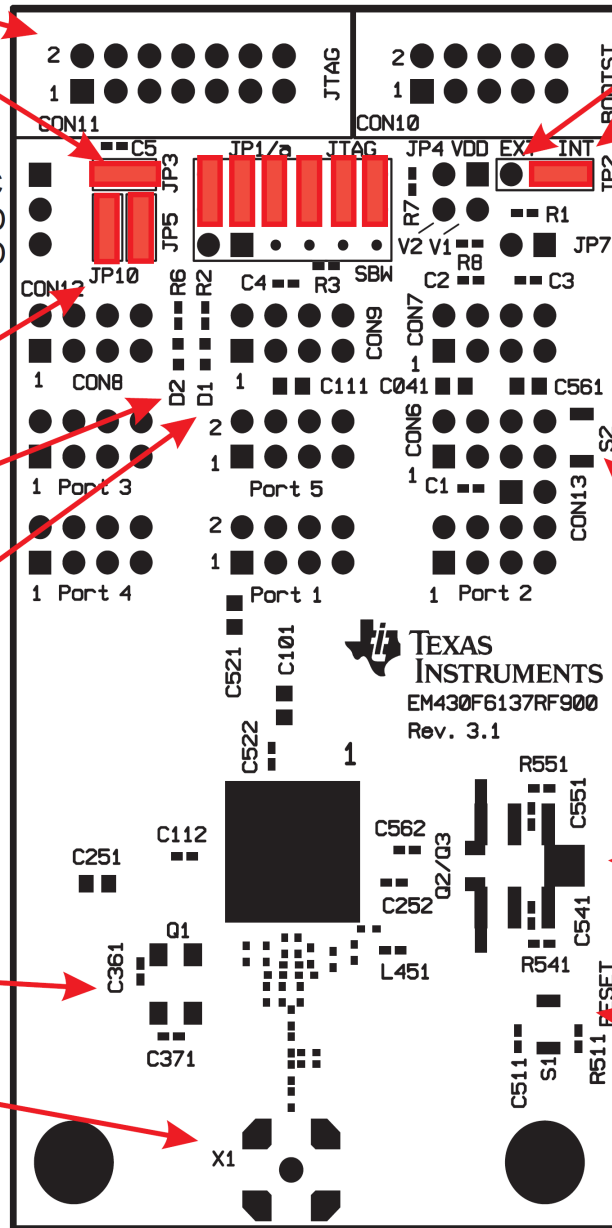 2
JTAG
2
BOOTST
1
1
CON11
CON10
C5
JP3
JP1/a
JTAG
JP4
VDD
EXT
INT
JP2
R7
JP5
R1
V2
V1
JP7
JP10
R8
CON12
R6
R2
C4
R3
SBW
C2
C3
CON9
CON7
1
CON8
1
1
D2
D1
C111
C041
C561
2
CON6
S2
1
1
1
Port 3
Port 5
C1
CON13
2
1
1
1
Port 4
Port 1
Port 2
C521
C101
TEXAS
INSTRUMENTS
EM430F6137RF900
Rev. 3.1
C522
1
R551
C551
C112
C562
Q2/Q3
C251
C252
C541
Q1
R541
C361
L451
RESET
C371
C511
S1
R511
X1